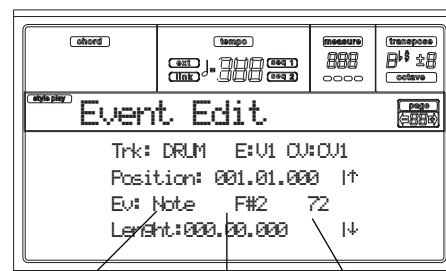 chord tempo measure transpose
ext link seq 1 seq 2 octave
style play
Event Edit page
Trk: DRUM E:V1 CV:CV1
Position: 001.01.000 |↑
Ev: Note F#2 72
Lenght:000.00.000 |↓